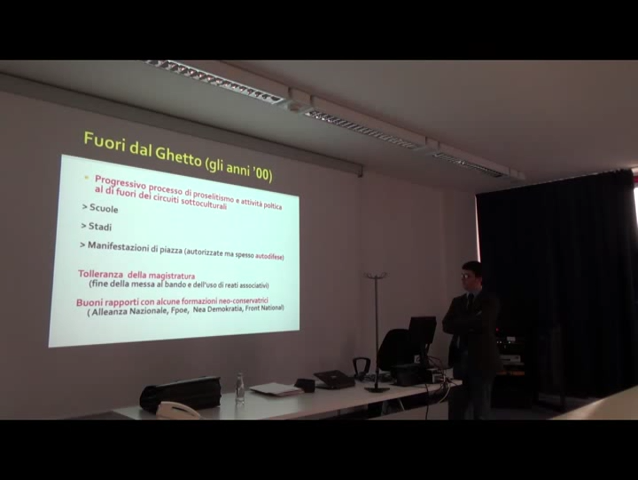 Fuori dal Ghetto (gli anni '00)
Progressivo processo di proselitismo e attività poltica
al di fuori dei circuiti sottoculturali
> Scuole
> Stadi
> Manifestazioni di piazza (autorizzate ma spesso autodifese)
Tolleranza della magistratura
(fine della messa al bando e dell'uso di reati associativi)
Buoni rapporti con alcune formazioni neo-conservatrici
( Alleanza Nazionale, Fpoe, Nea Demokratia, Front National)